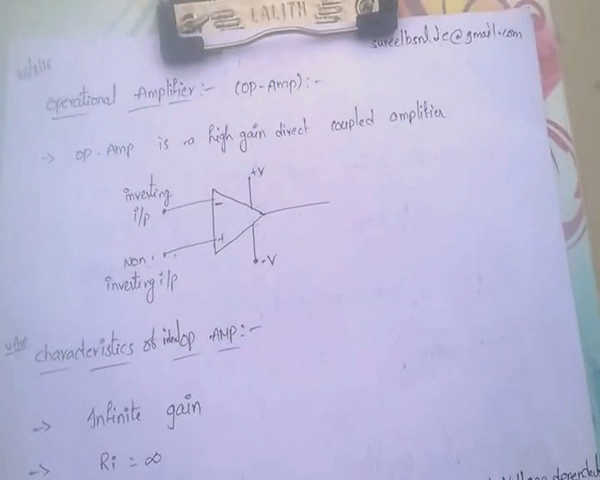 LALITH
sureelbsnlJe@gmail.com
Operational Amplifier :- (OP-Amp) :-
-> OP-Amp is a high gain direct coupled amplifier
+V
inverting
i/p
-
+
Non
inverting i/p
-V
characteristics of ideal op AMP :-
-> Infinite gain
-> Ri = ∞